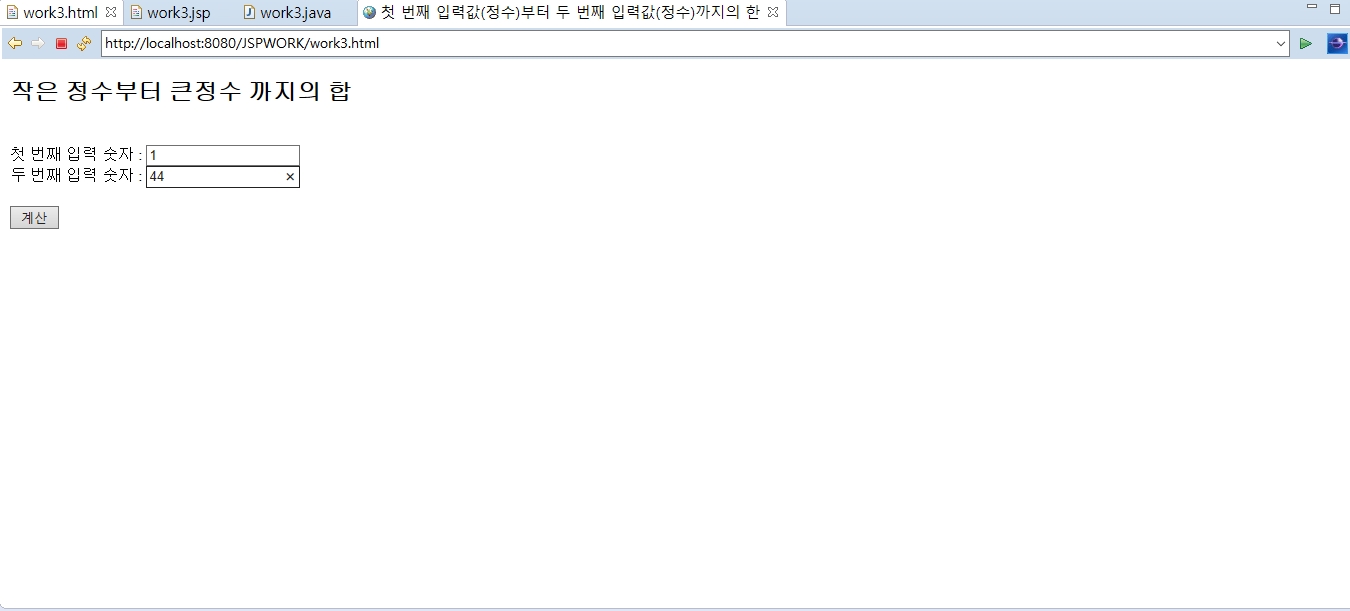 work3.html work3.jsp work3.java 첫 번째 입력값(정수)부터 두 번째 입력값(정수)까지의 한
http://localhost:8080/JSPWORK/work3.html
작은 정수부터 큰정수 까지의 합
첫 번째 입력 숫자 : 1
두 번째 입력 숫자 : 44
계산